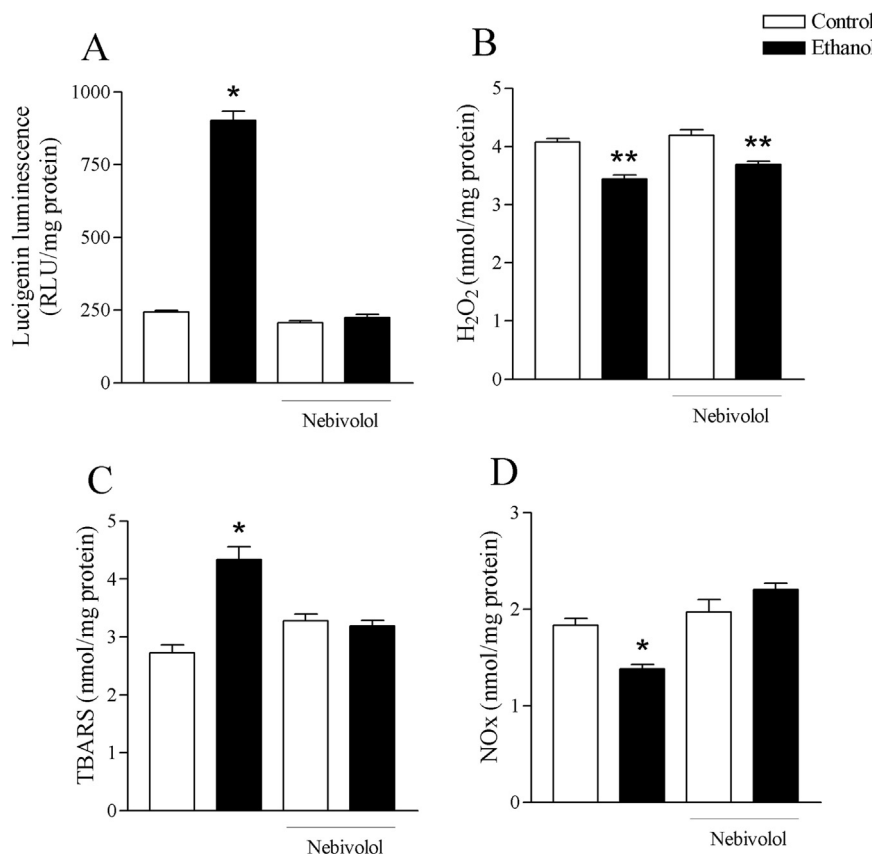 Control
Ethanol
A
Lucigenin luminescence
(RLU/mg protein)
1000
750
500
250
0
*
Nebivolol
B
H₂O₂ (nmol/mg protein)
5
4
3
2
1
0
**
**
Nebivolol
C
TBARS (nmol/mg protein)
5
4
3
2
1
0
*
Nebivolol
D
NOx (nmol/mg protein)
3
2
1
0
*
Nebivolol